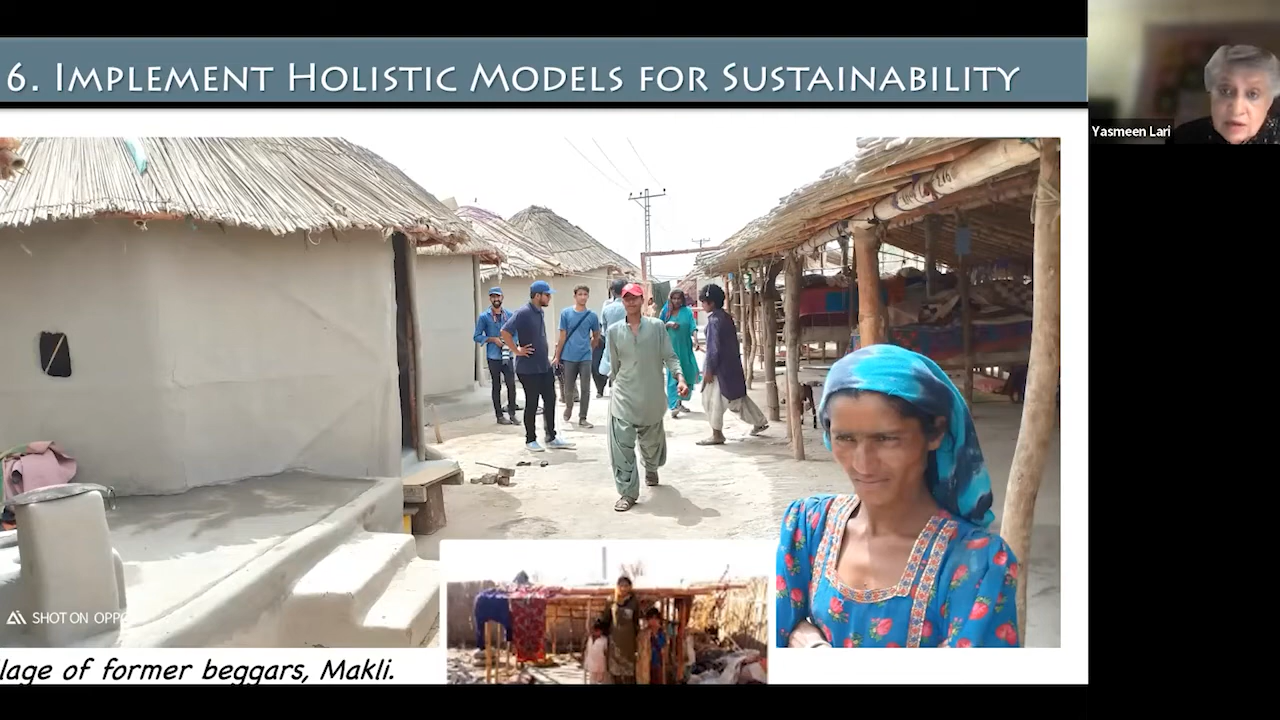 6. IMPLEMENT HOLISTIC MODELS FOR SUSTAINABILITY
Yasmeen Lari
SHOT ON OPPO
lage of former beggars, Makli.